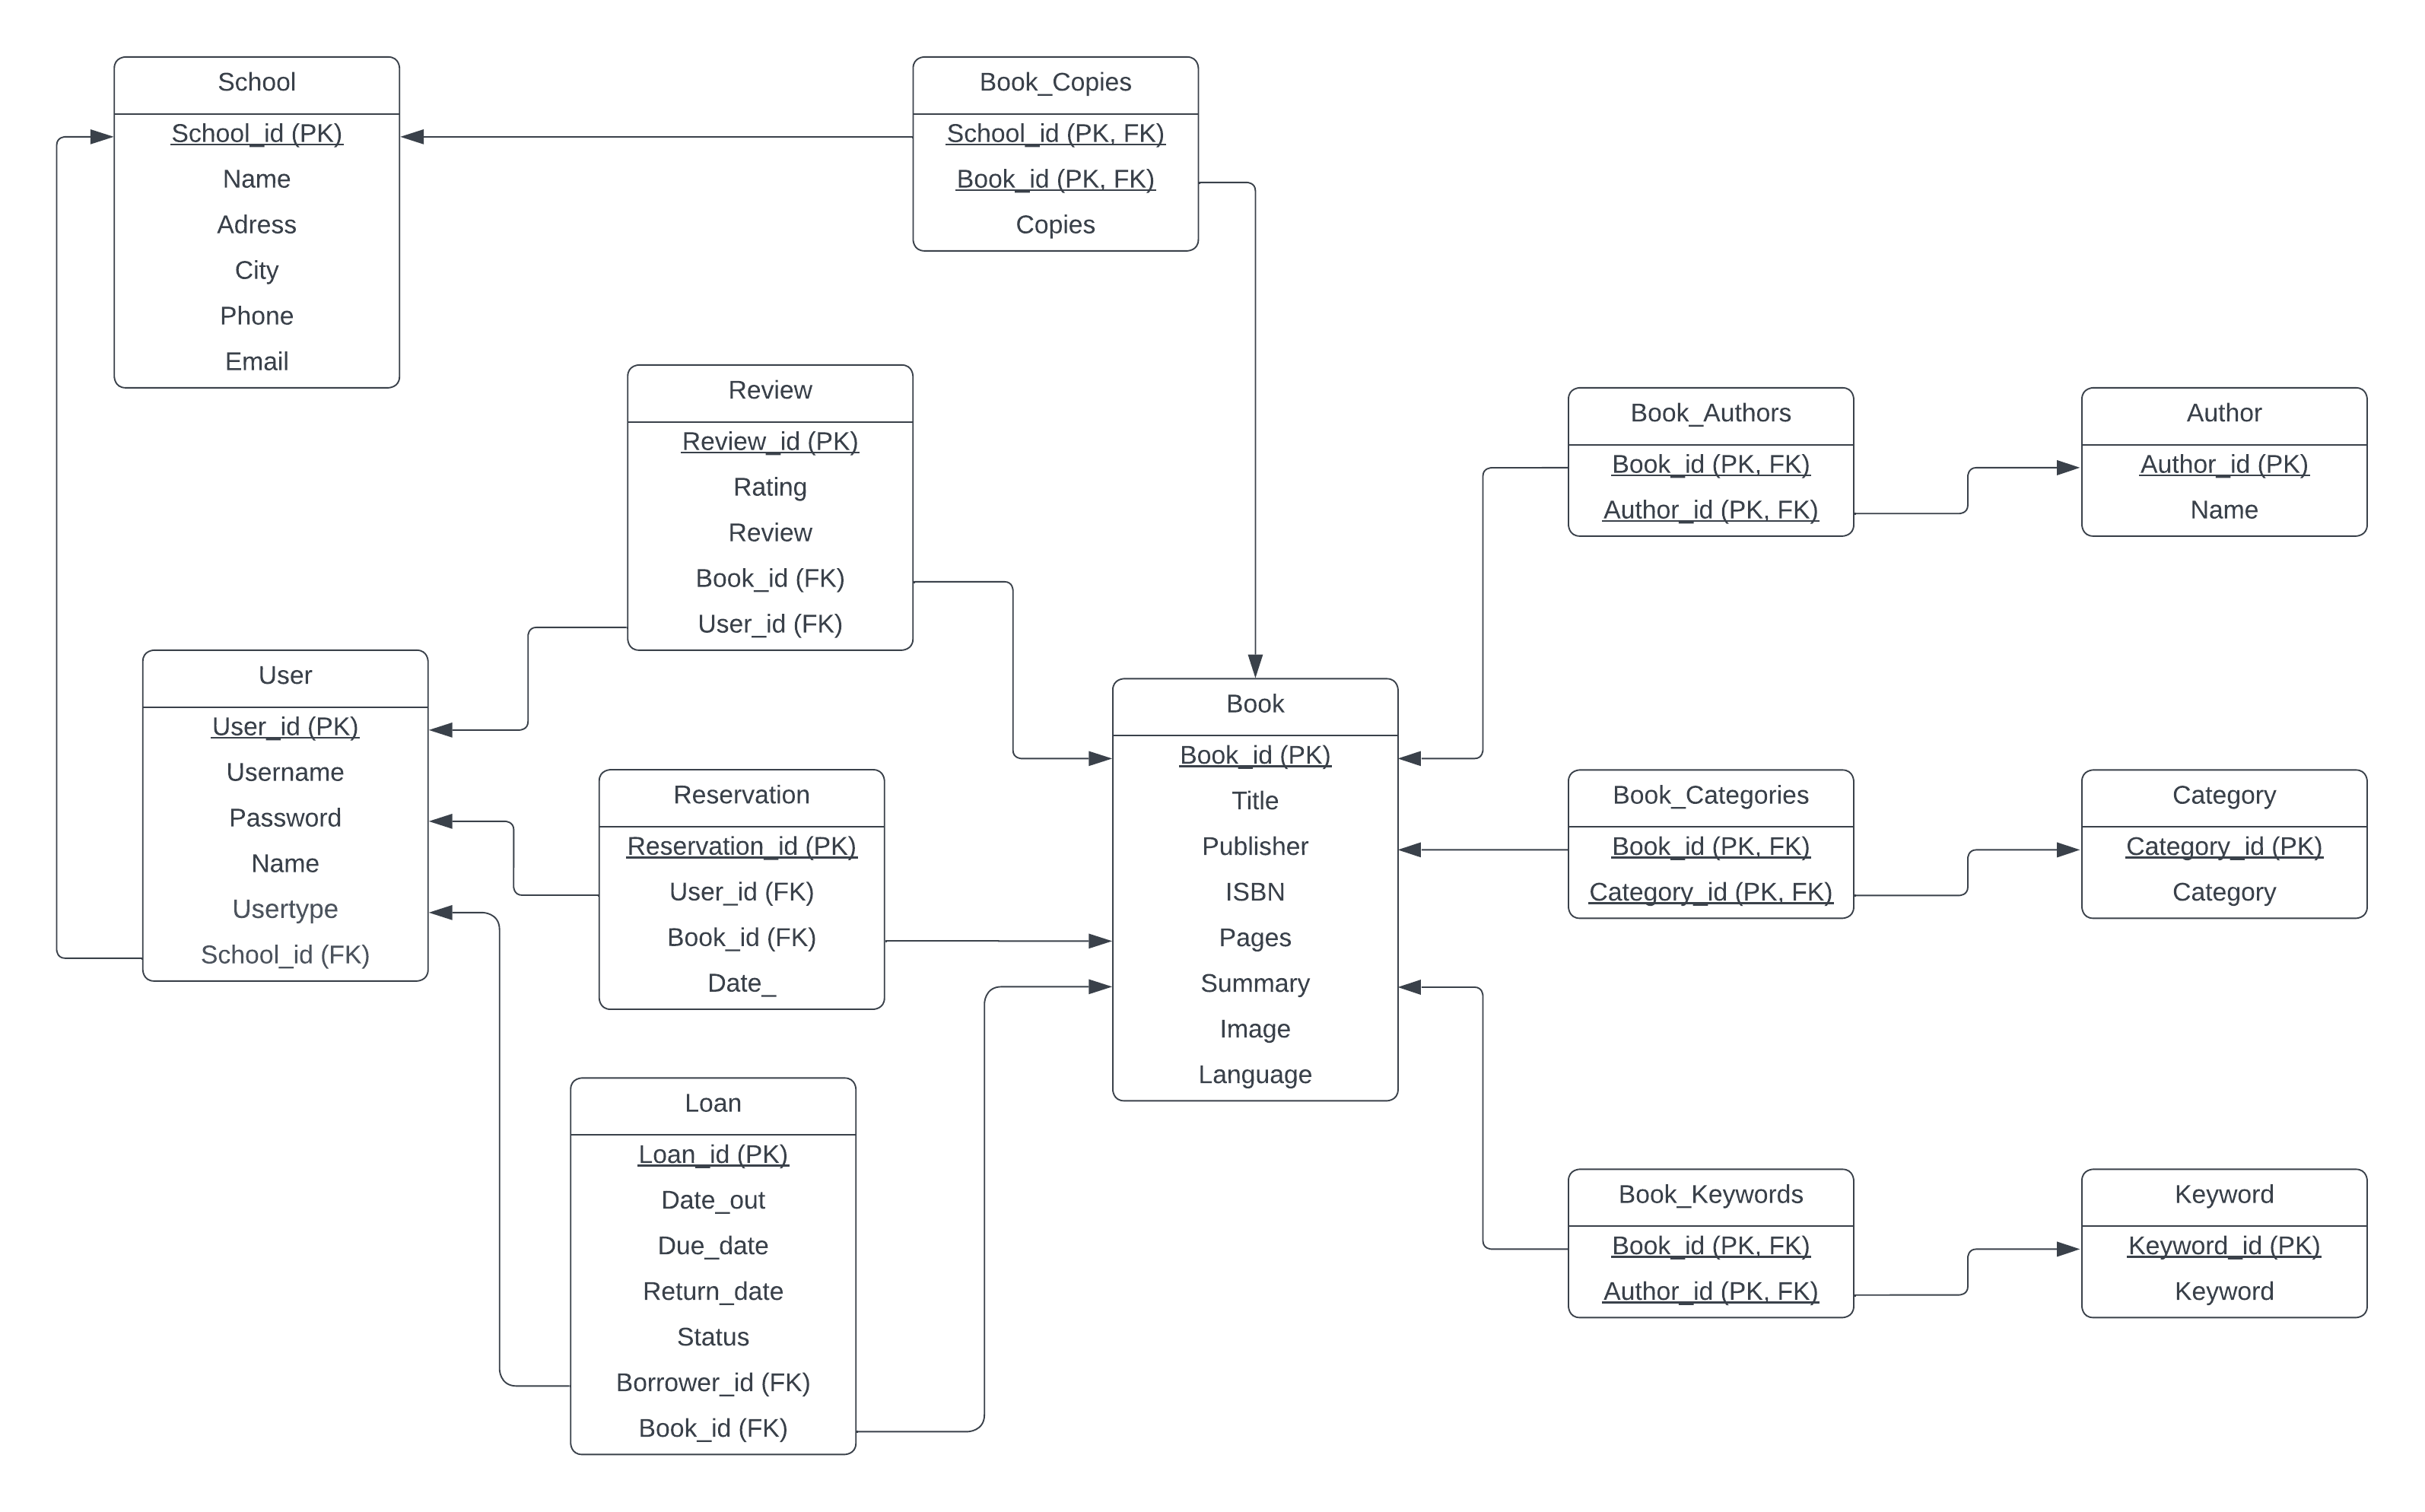 School
School_id (PK)
Name
Adress
City
Phone
Email
Book_Copies
School_id (PK, FK)
Book_id (PK, FK)
Copies
Review
Review_id (PK)
Rating
Review
Book_id (FK)
User_id (FK)
Book_Authors
Book_id (PK, FK)
Author_id (PK, FK)
Author
Author_id (PK)
Name
User
User_id (PK)
Username
Password
Name
Usertype
School_id (FK)
Reservation
Reservation_id (PK)
User_id (FK)
Book_id (FK)
Date_
Book
Book_id (PK)
Title
Publisher
ISBN
Pages
Summary
Image
Language
Book_Categories
Book_id (PK, FK)
Category_id (PK, FK)
Category
Category_id (PK)
Category
Loan
Loan_id (PK)
Date_out
Due_date
Return_date
Status
Borrower_id (FK)
Book_id (FK)
Book_Keywords
Book_id (PK, FK)
Author_id (PK, FK)
Keyword
Keyword_id (PK)
Keyword